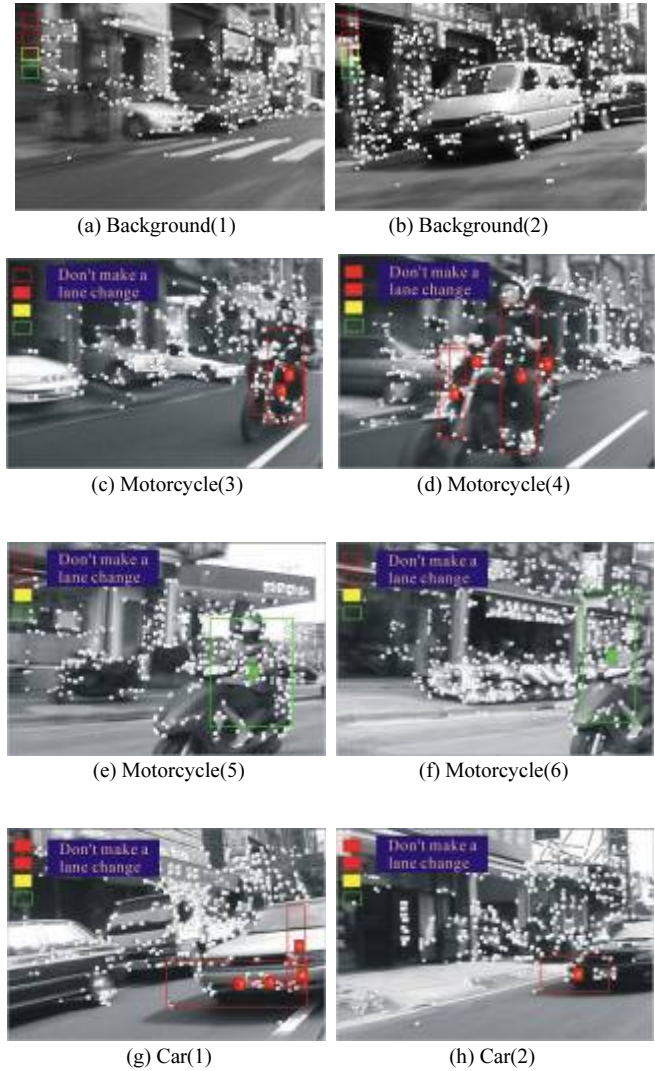 (a) Background(1)
(b) Background(2)
Don't make a
lane change
Don't make a
lane change
(c) Motorcycle(3)
(d) Motorcycle(4)
Don't make a
lane change
Don't make a
lane change
(e) Motorcycle(5)
(f) Motorcycle(6)
Don't make a
lane change
Don't make a
lane change
(g) Car(1)
(h) Car(2)